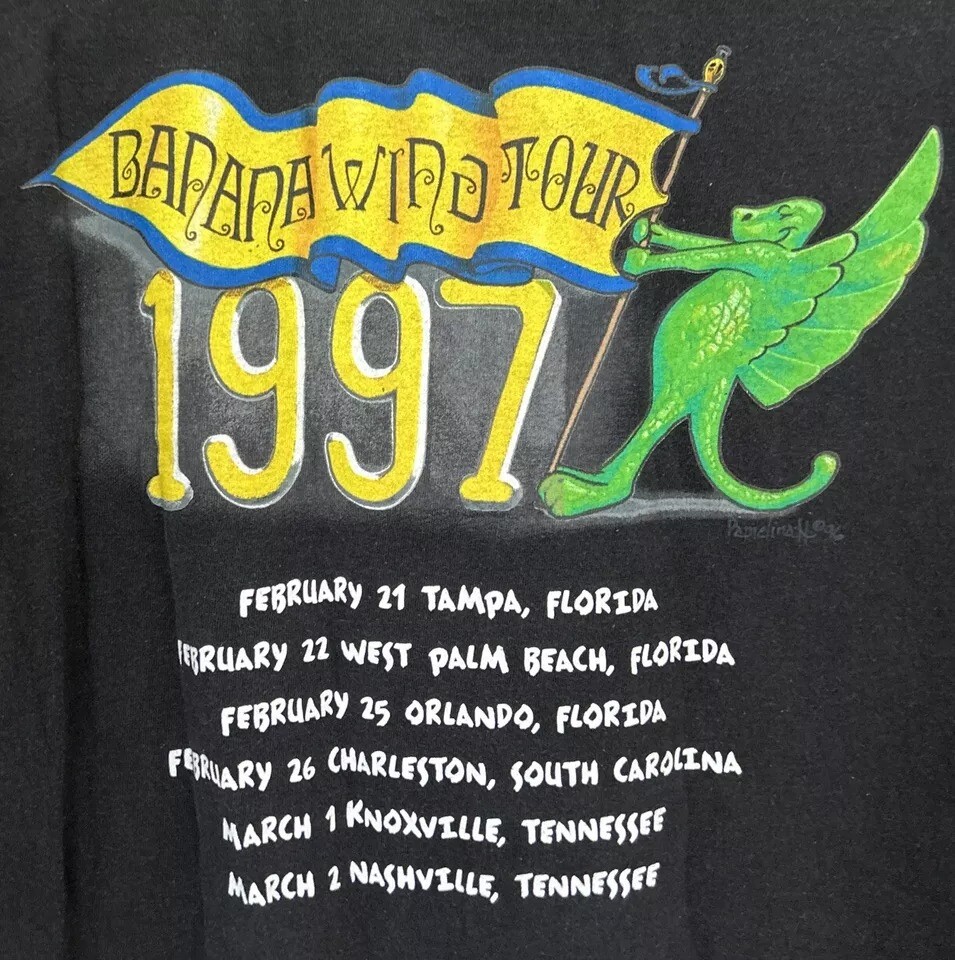 BANANA WIND TOUR
1997
FEBRUARY 21 TAMPA, FLORIDA
FEBRUARY 22 WEST PALM BEACH, FLORIDA
FEBRUARY 25 ORLANDO, FLORIDA
FEBRUARY 26 CHARLESTON, SOUTH CAROLINA
MARCH 1 KNOXVILLE, TENNESSEE
MARCH 2 NASHVILLE, TENNESSEE